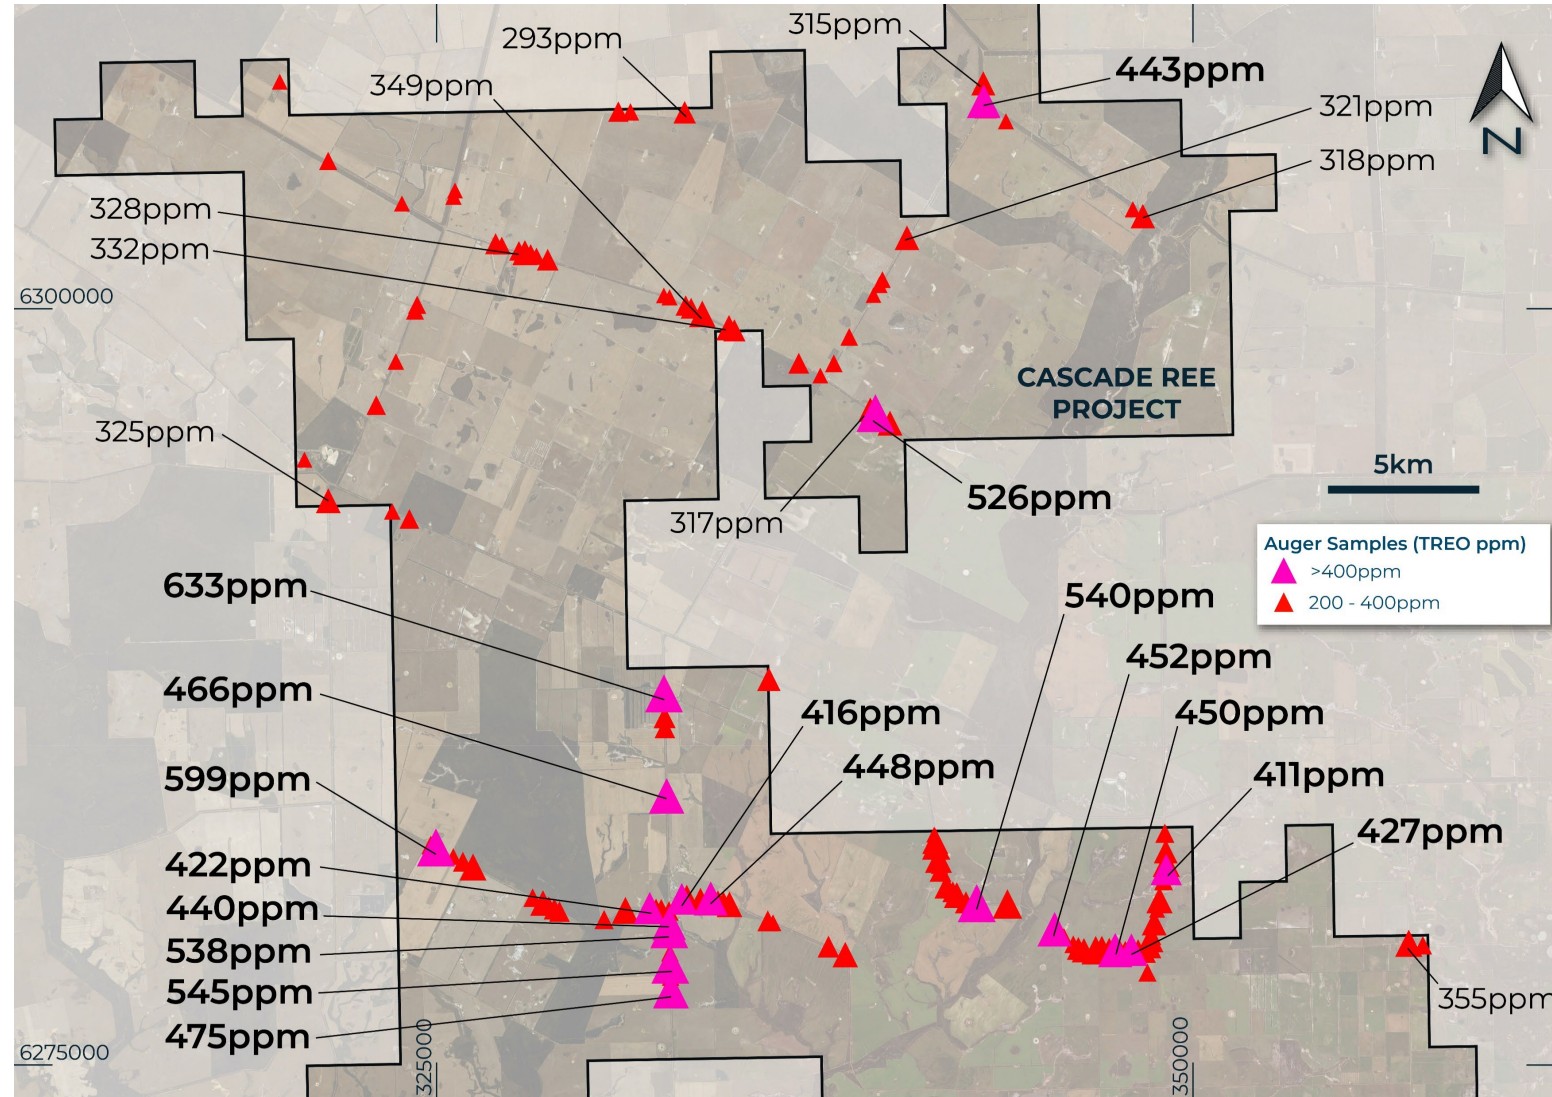 315ppm
293ppm
443ppm
349ppm
321ppm
N
318ppm
328ppm
332ppm
6300000
CASCADE REE
PROJECT
325ppm
5km
526ppm
317ppm
Auger Samples (TREO ppm)
>400ppm
200 - 400ppm
633ppm
540ppm
452ppm
466ppm
416ppm
450ppm
448ppm
599ppm
411ppm
427ppm
422ppm
440ppm
538ppm
545ppm
355ppm
475ppm
6275000
325000
350000